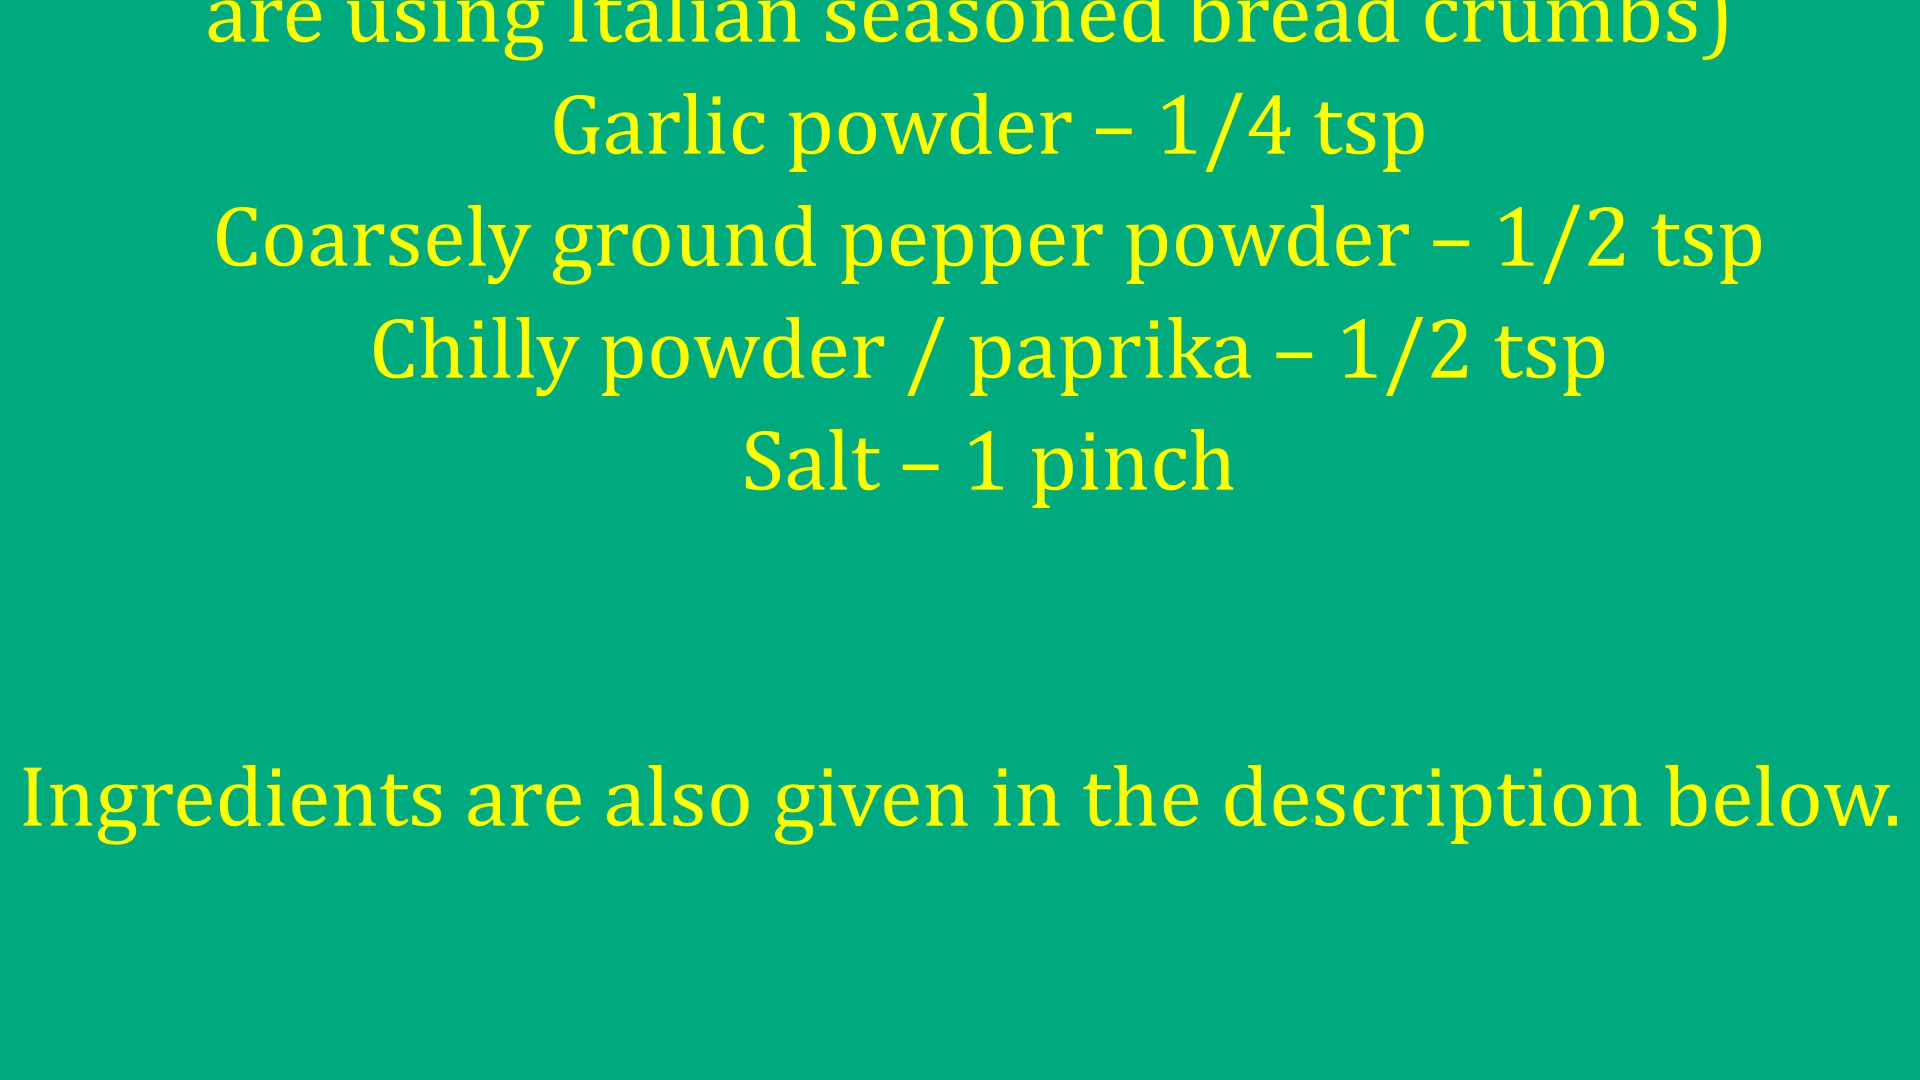 are using Italian seasoned bread crumbs)
Garlic powder – 1/4 tsp
Coarsely ground pepper powder – 1/2 tsp
Chilly powder / paprika – 1/2 tsp
Salt – 1 pinch
Ingredients are also given in the description below.